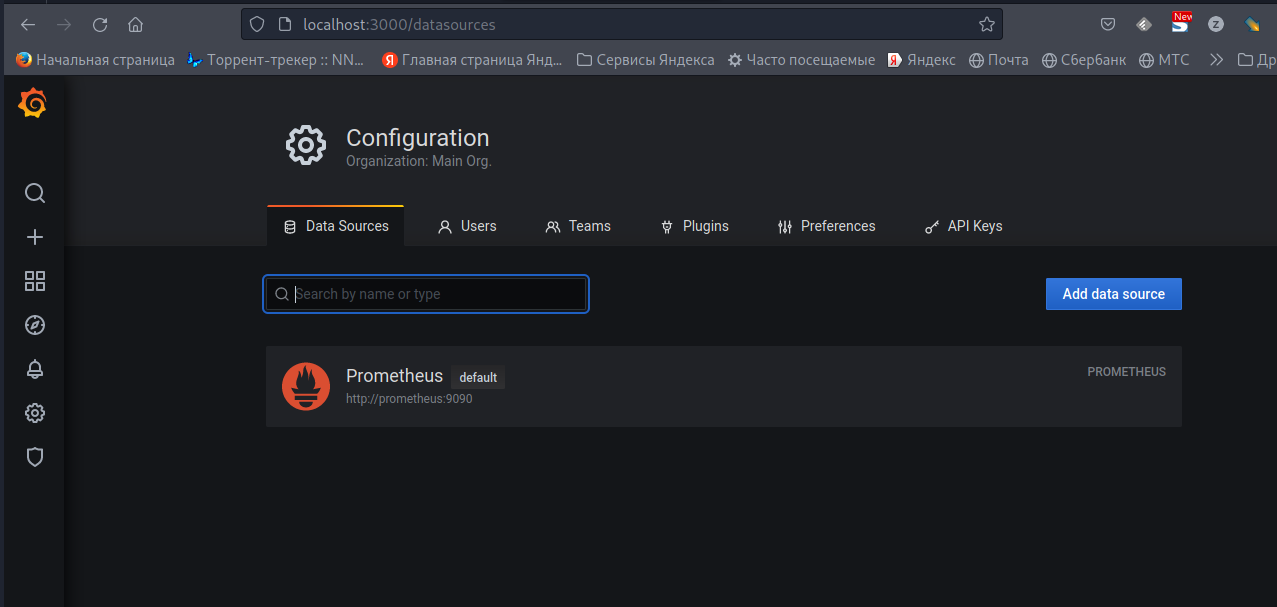 localhost:3000/datasources
New
Z
Начальная страница Торрент-трекер :: NN... Главная страница Янд... Сервисы Яндекса Часто посещаемые Яндекс Почта Сбербанк МТС Др
Configuration
Organization: Main Org.
Data Sources Users Teams Plugins Preferences API Keys
Search by name or type Add data source
Prometheus default PROMETHEUS
http://prometheus:9090